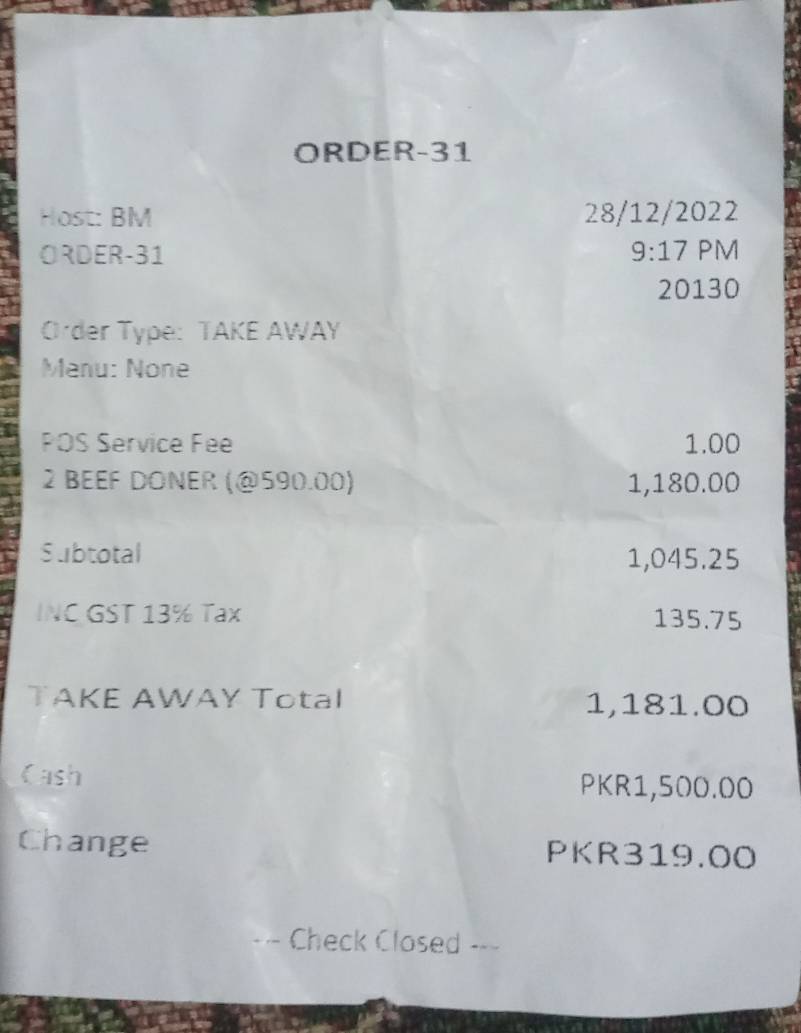 ORDER-31
Host: BM 28/12/2022
ORDER-31 9:17 PM
20130
Order Type: TAKE AWAY
Menu: None
POS Service Fee 1.00
2 BEEF DONER (@590.00) 1,180.00
Subtotal 1,045.25
INC GST 13% Tax 135.75
TAKE AWAY Total 1,181.00
Cash PKR1,500.00
Change PKR319.00
--- Check Closed ---